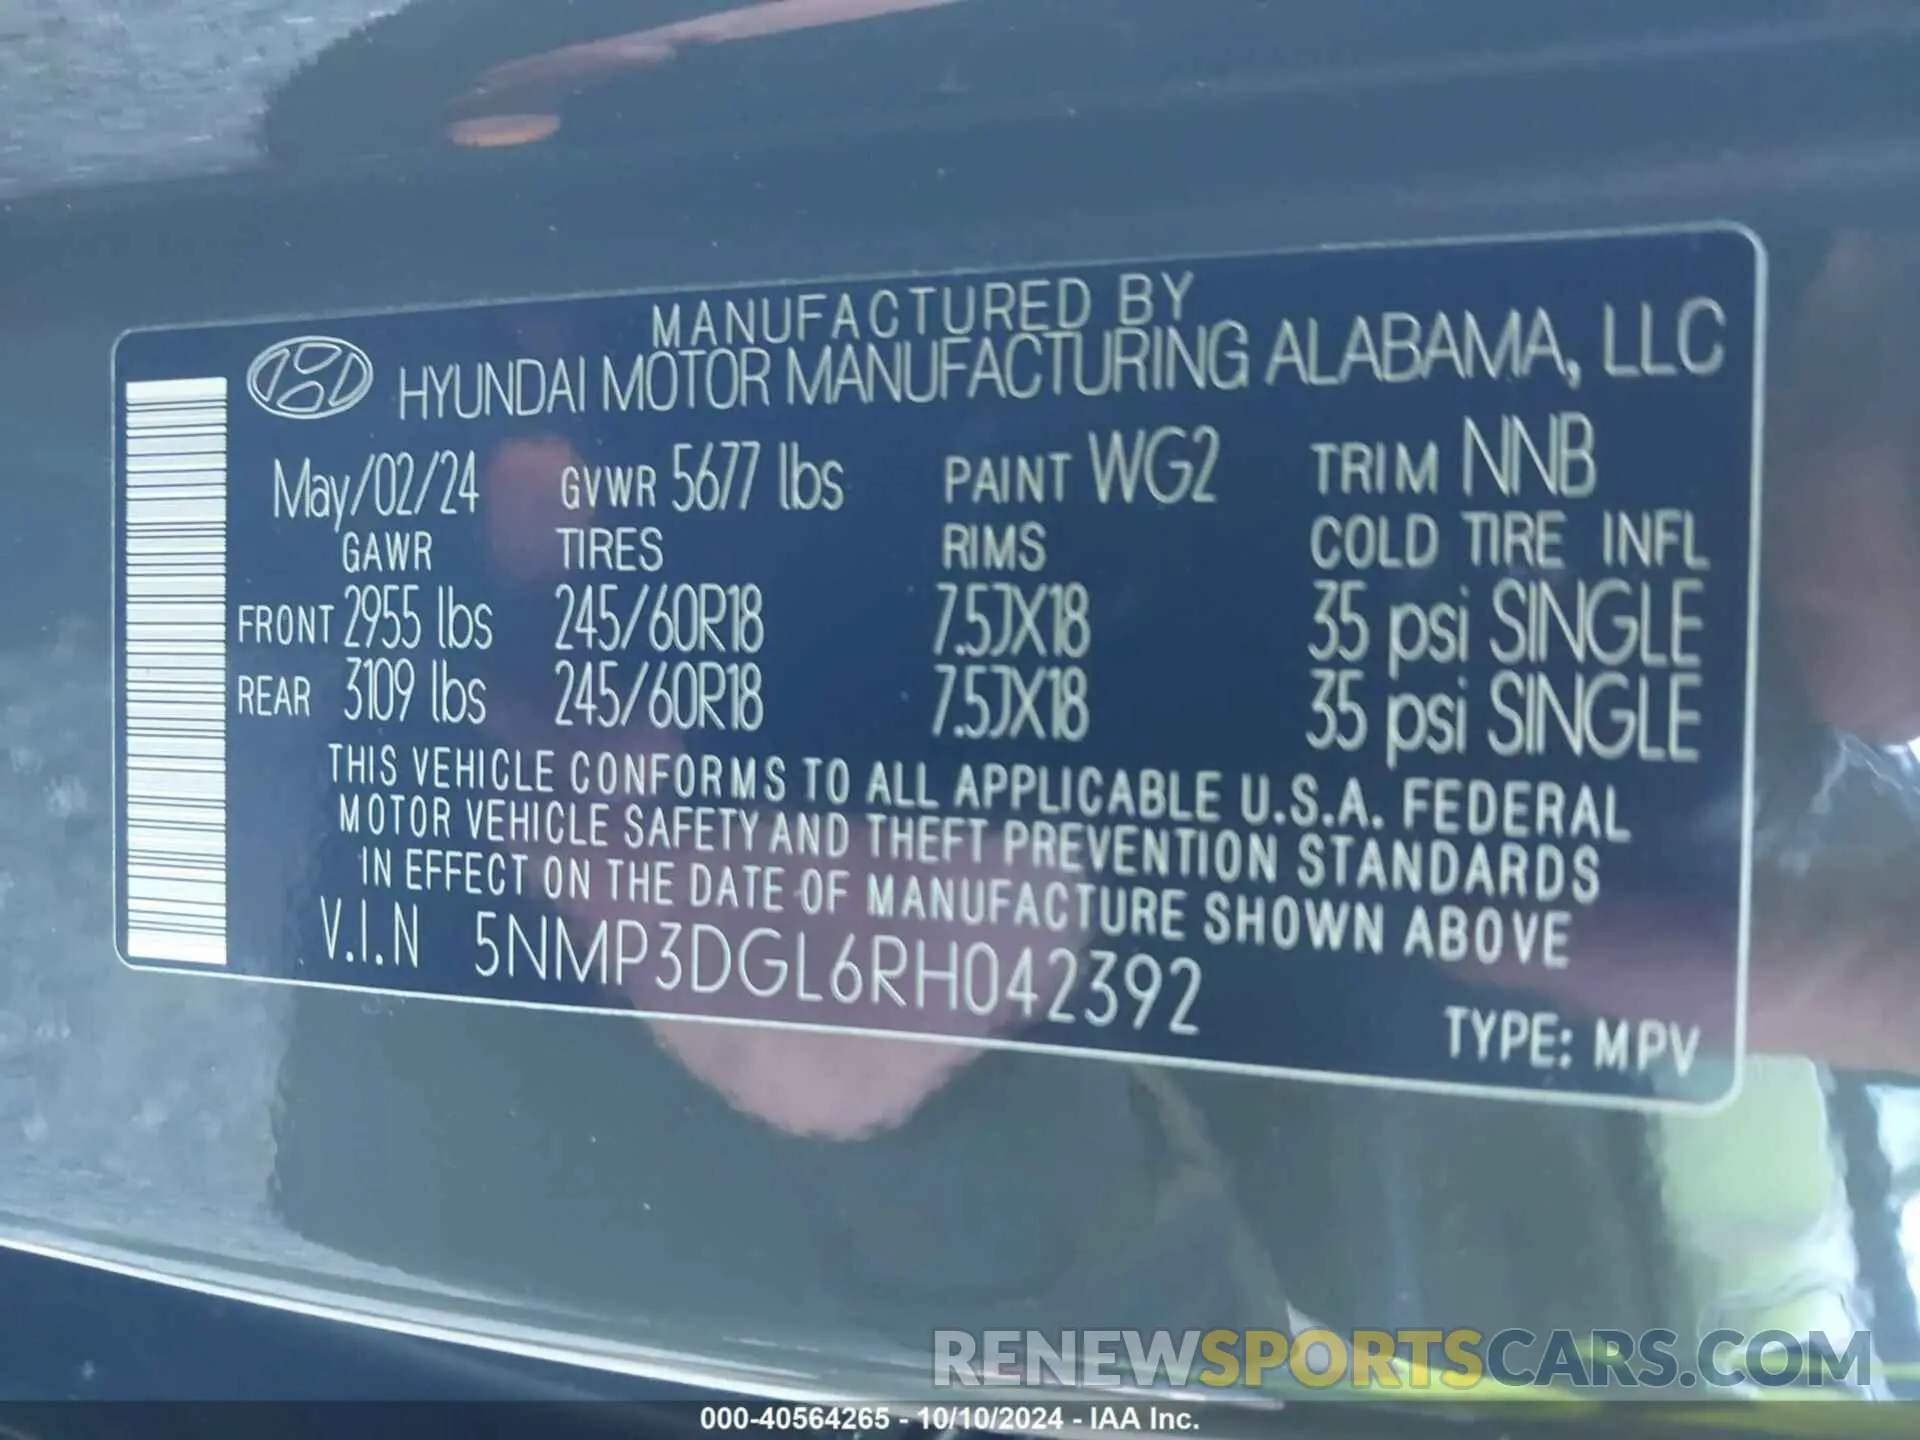 MANUFACTURED BY
HYUNDAI MOTOR MANUFACTURING ALABAMA, LLC
May/02/24 GVWR 5677 lbs PAINT WG2 TRIM NNB
GAWR TIRES RIMS COLD TIRE INFL
FRONT 2955 lbs 245/60R18 7.5JX18 35 psi SINGLE
REAR 3109 lbs 245/60R18 7.5JX18 35 psi SINGLE
THIS VEHICLE CONFORMS TO ALL APPLICABLE U.S.A. FEDERAL
MOTOR VEHICLE SAFETY AND THEFT PREVENTION STANDARDS
IN EFFECT ON THE DATE OF MANUFACTURE SHOWN ABOVE
V.I.N 5NMP3DGL6RH042392
TYPE: MPV
RENEWSPORTSCARS.COM
000-40564265 - 10/10/2024 - IAA Inc.